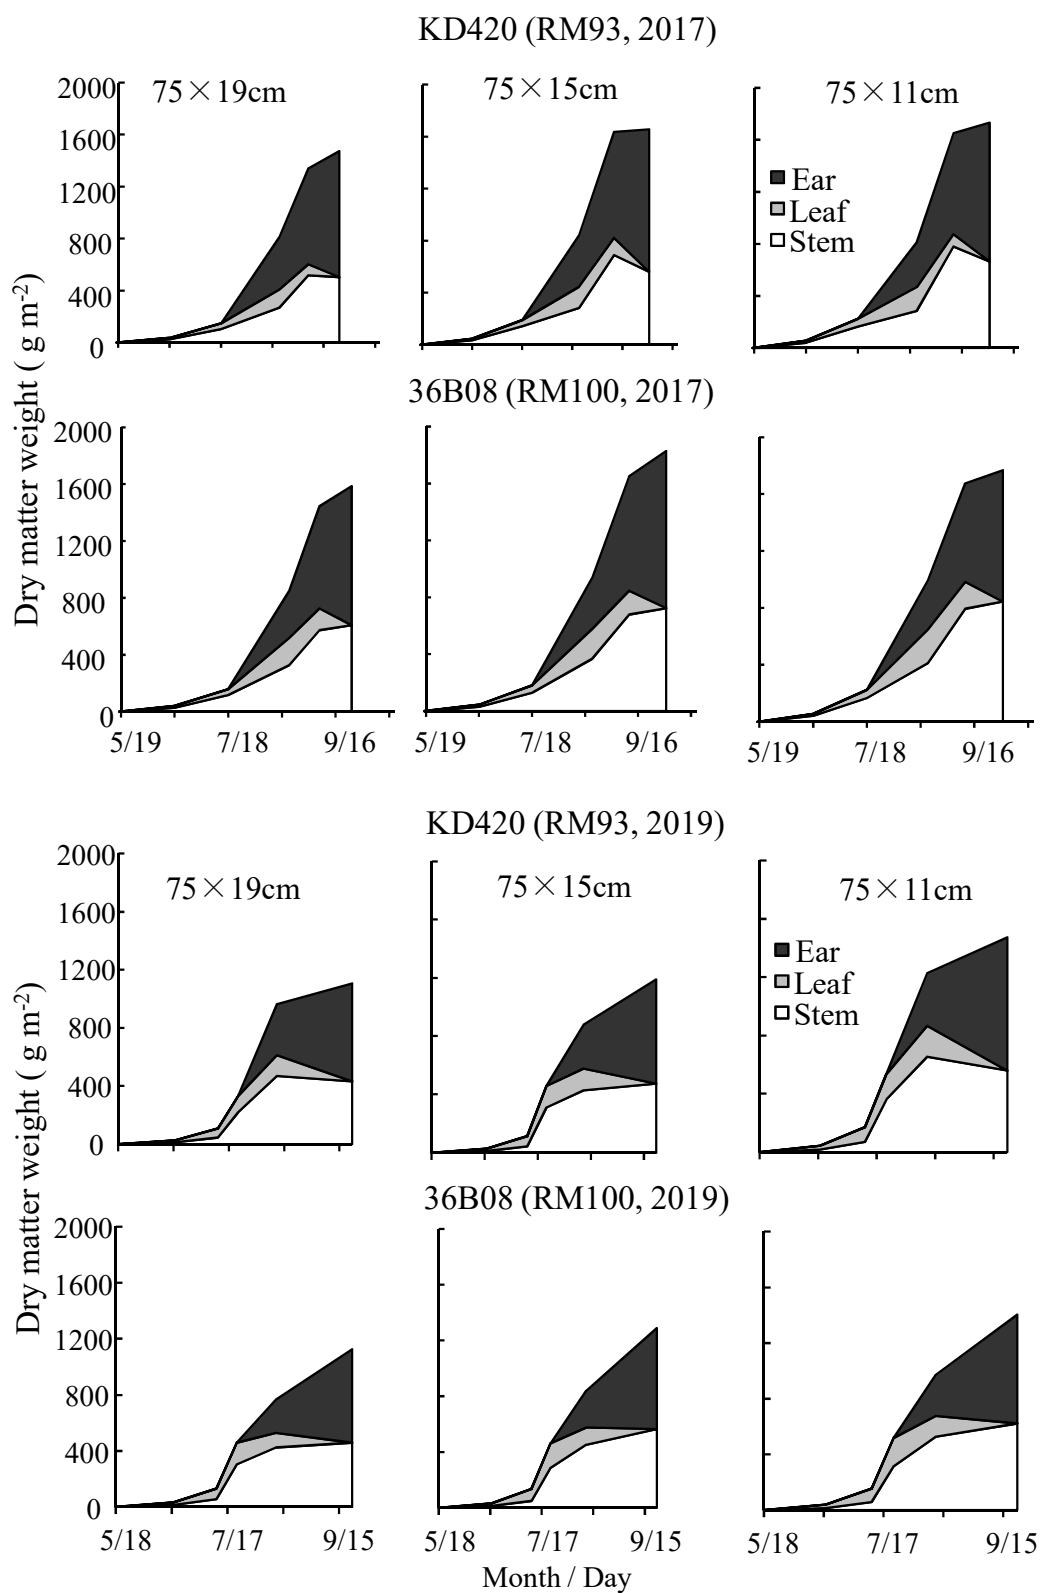 KD420 (RM93, 2017)
75×19cm
75×15cm
75×11cm
2000
1600
1200
800
400
0
Ear
Leaf
Stem
36B08 (RM100, 2017)
2000
1600
1200
800
400
0
5/19 7/18 9/16
5/19 7/18 9/16
5/19 7/18 9/16
Dry matter weight ( g m-2)
KD420 (RM93, 2019)
75×19cm
75×15cm
75×11cm
2000
1600
1200
800
400
0
Ear
Leaf
Stem
36B08 (RM100, 2019)
2000
1600
1200
800
400
0
5/18 7/17 9/15
5/18 7/17 9/15
5/18 7/17 9/15
Dry matter weight ( g m-2)
Month / Day